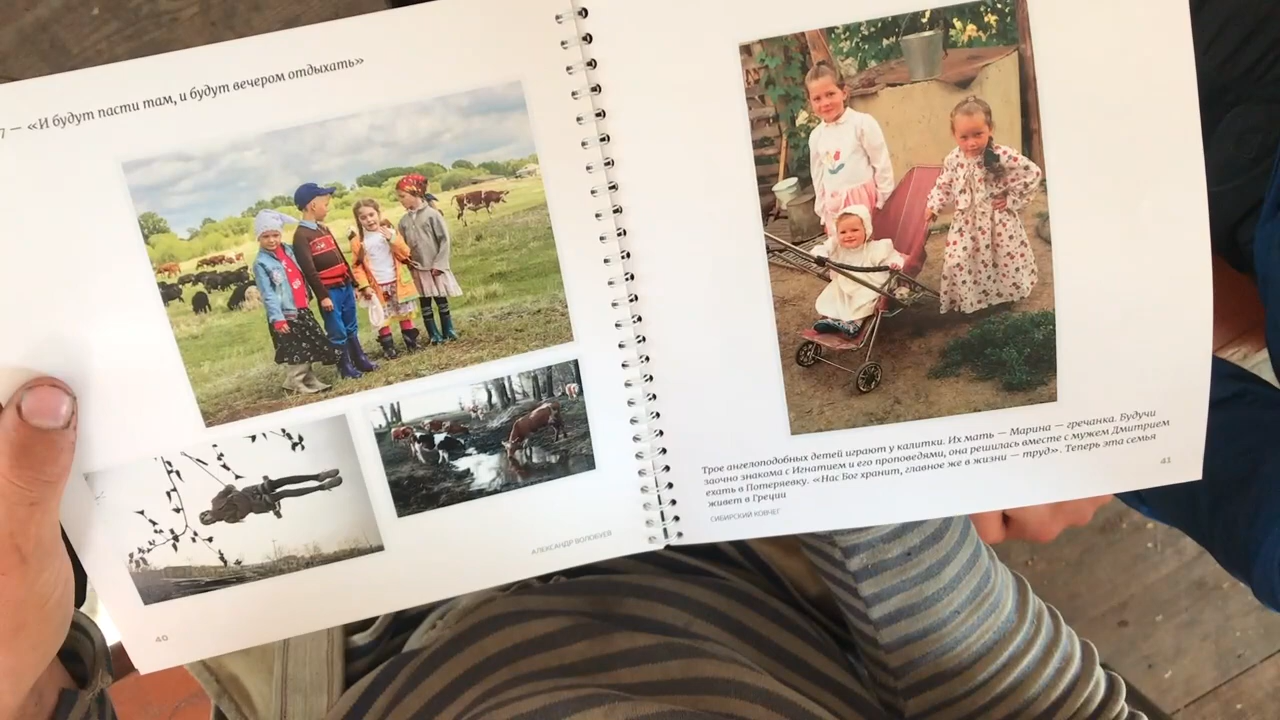 7 — «И будут пасти там, и будут вечером отдыхать»
АЛЕКСАНДР ВОЛОБУЕВ
40
Трое ангелоподобных детей играют у калитки. Их мать — Марина — гречанка. Будучи
заочно знакома с Игнатием и его проповедями, она решилась вместе с мужем Дмитрием
ехать в Потеряевку. «Нас Бог хранит, главное же в жизни — труд». Теперь эта семья
живет в Греции
СИБИРСКИЙ КОВЧЕГ
41